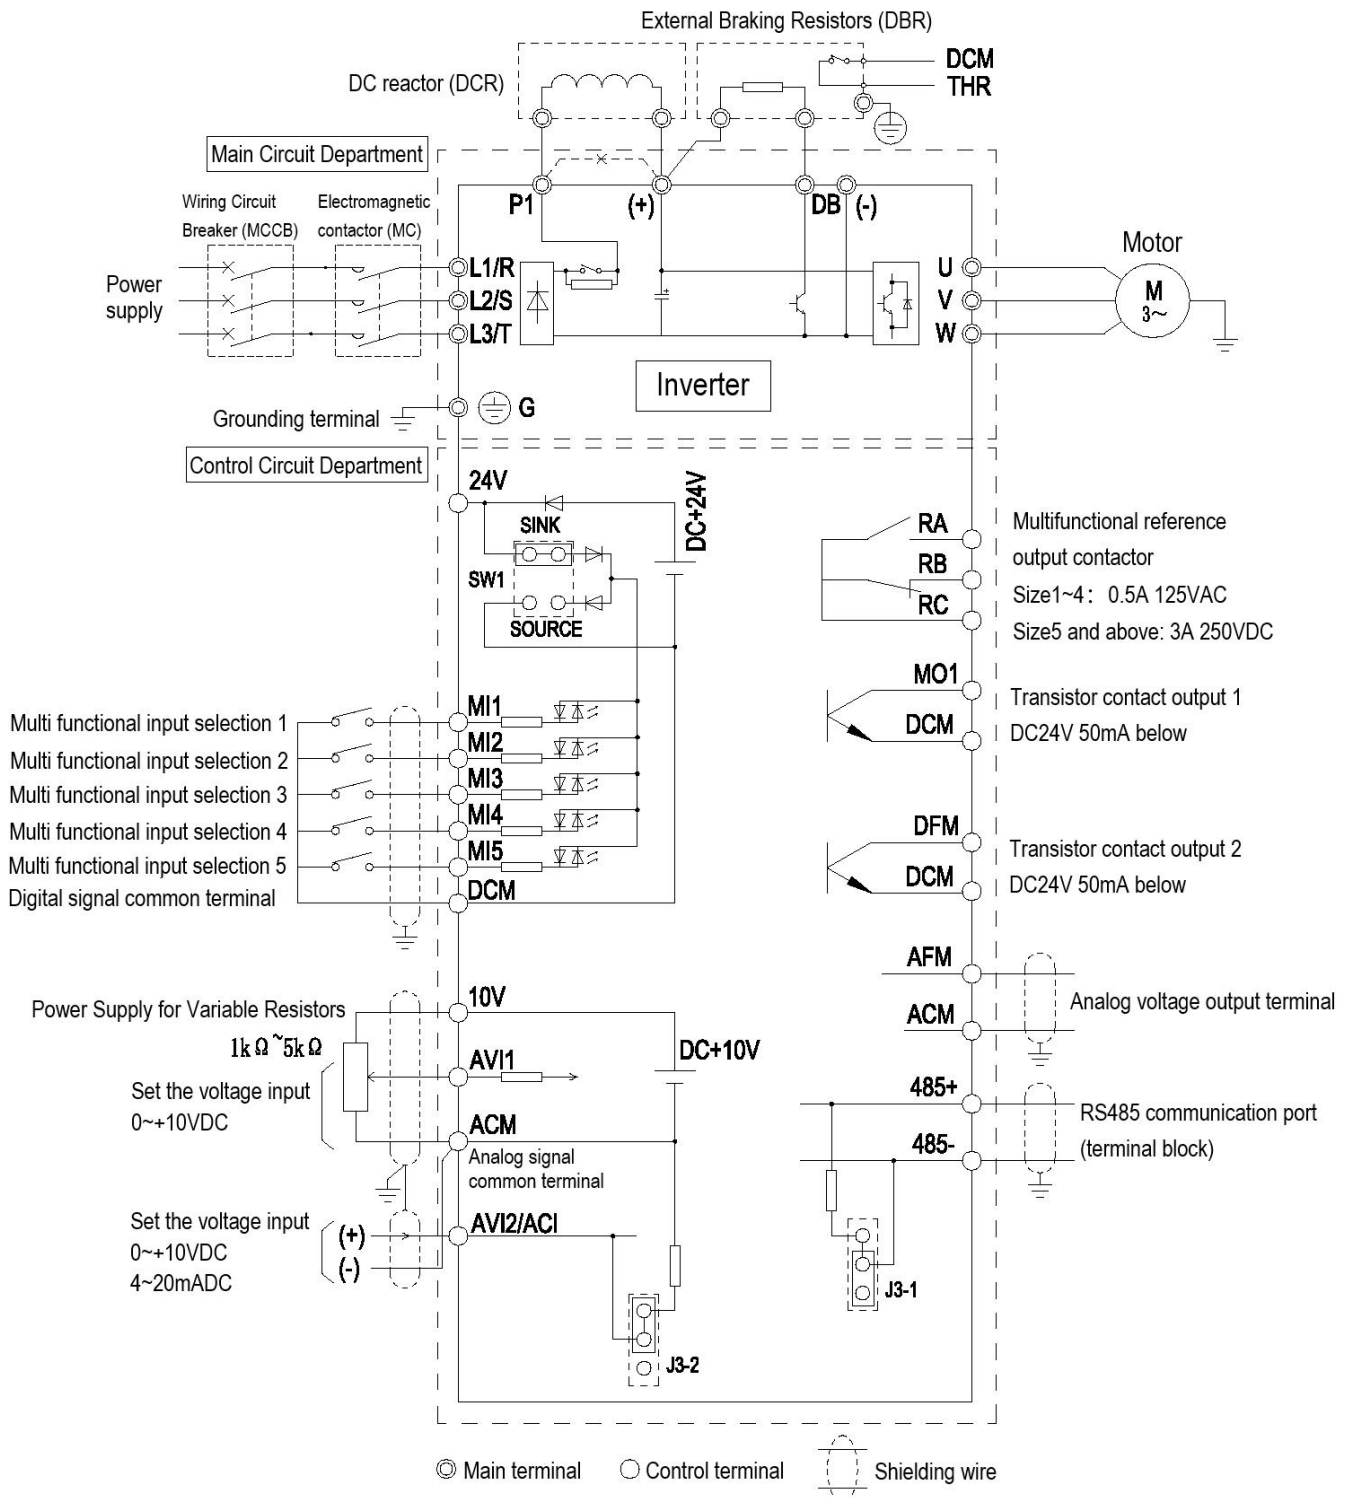 External Braking Resistors (DBR)
DC reactor (DCR)
DCM
THR
Main Circuit Department
Wiring Circuit
Breaker (MCCB)
Electromagnetic
contactor (MC)
P1
(+)
DB
(-)
Motor
Power
supply
L1/R
L2/S
L3/T
U
V
W
M
3~
Inverter
Grounding terminal
G
Control Circuit Department
24V
SINK
SW1
SOURCE
DC+24V
RA
RB
RC
Multifunctional reference
output contactor
Size1~4: 0.5A 125VAC
Size5 and above: 3A 250VDC
MO1
DCM
Transistor contact output 1
DC24V 50mA below
Multi functional input selection 1
MI1
Multi functional input selection 2
MI2
Multi functional input selection 3
MI3
Multi functional input selection 4
MI4
Multi functional input selection 5
MI5
Digital signal common terminal
DCM
DFM
DCM
Transistor contact output 2
DC24V 50mA below
AFM
ACM
Analog voltage output terminal
Power Supply for Variable Resistors
10V
1kΩ~5kΩ
DC+10V
Set the voltage input
0~+10VDC
AVI1
ACM
Analog signal
common terminal
485+
485-
RS485 communication port
(terminal block)
Set the voltage input
0~+10VDC
4~20mADC
(+)
(-)
AVI2/ACI
J3-1
J3-2
Main terminal
Control terminal
Shielding wire